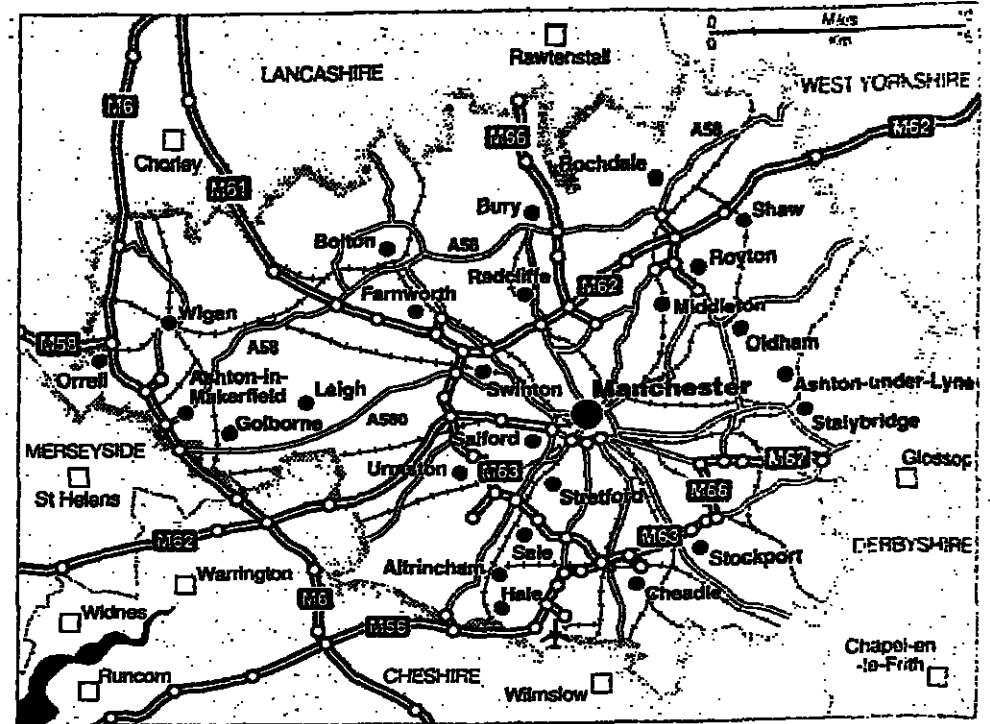 Miles
Km
Rawtenstall
LANCASHIRE
WEST YORKSHIRE
M6
M66
A58
M62
Chorley
Rochdale
M61
Bury
Shaw
Bolton
A58
Royton
Radcliffe
M62
Farnworth
Middleton
Wigan
Oldham
M58
A58
Orrell
Ashton-in-
Makerfield
Leigh
Swinton
Manchester
Ashton-under-Lyne
Golborne
A580
Stalybridge
Salford
MERSEYSIDE
Urmston
M63
M67
Glossop
St Helens
Stretford
M66
M62
Sale
M63
Stockport
DERBYSHIRE
Warrington
Altrincham
Cheadle
Widnes
M6
Hale
M56
Runcorn
CHESHIRE
Wilmslow
Chapel-en
-le-Frith